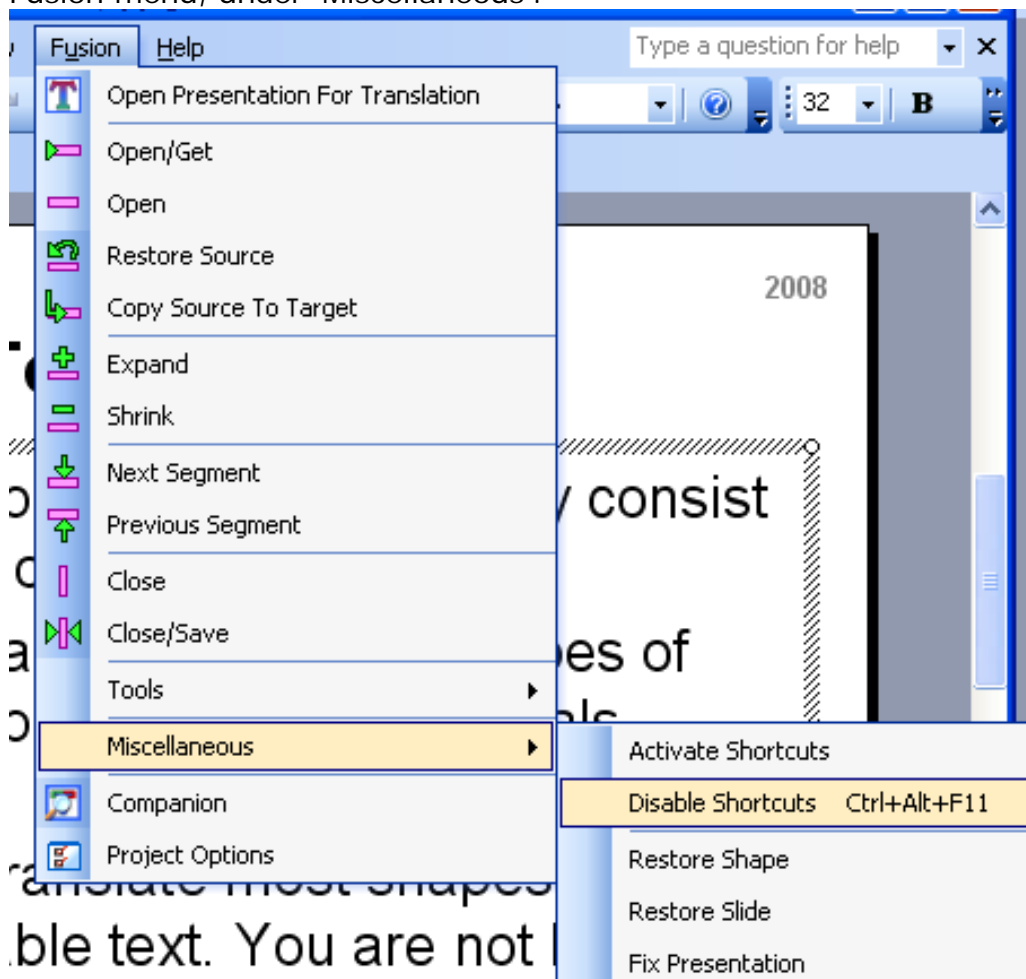 Fusion menu, under 'Miscellaneous'.
Fusion Help Type a question for help
Open Presentation For Translation
32 B
Open/Get
Open
Restore Source
2008
Copy Source To Target
Expand
Shrink
Next Segment
consist
Previous Segment
Close
Close/Save
of
Tools
Miscellaneous
Activate Shortcuts
Disable Shortcuts Ctrl+Alt+F11
Companion
Restore Shape
Project Options
most shapes
Restore Slide
text. You are not
Fix Presentation